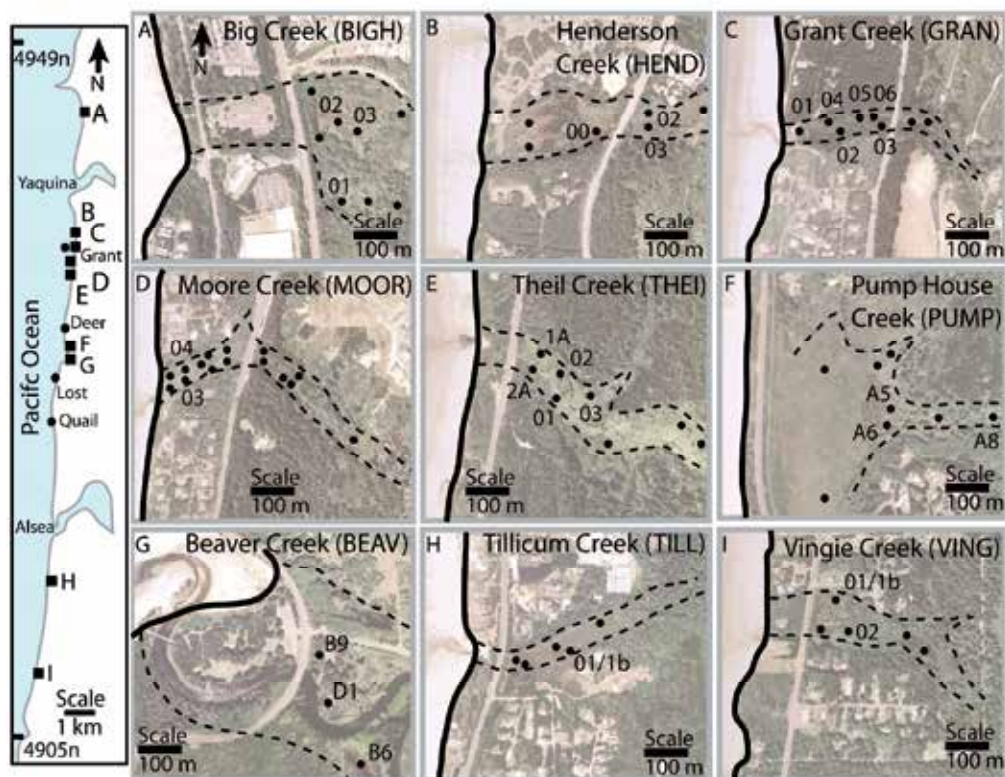 4949n
N
A
Yaquina
B
C
Grant
D
E
Deer
F
G
Lost
Quail
Pacifc Ocean
Alsea
H
I
Scale
1 km
4905n
A
Big Creek (BIGH)
N
02
03
01
Scale
100 m
B
Henderson
Creek (HEND)
00
02
03
Scale
100 m
C
Grant Creek (GRAN)
01 04 05 06
02
03
Scale
100 m
D
Moore Creek (MOOR)
04
03
Scale
100 m
E
Theil Creek (THEI)
1A
02
2A
01
03
Scale
100 m
F
Pump House
Creek (PUMP)
A5
A6
A8
Scale
100 m
G
Beaver Creek (BEAV)
B9
D1
B6
Scale
100 m
H
Tillicum Creek (TILL)
01/1b
Scale
100 m
I
Vingie Creek (VING)
01/1b
02
Scale
100 m